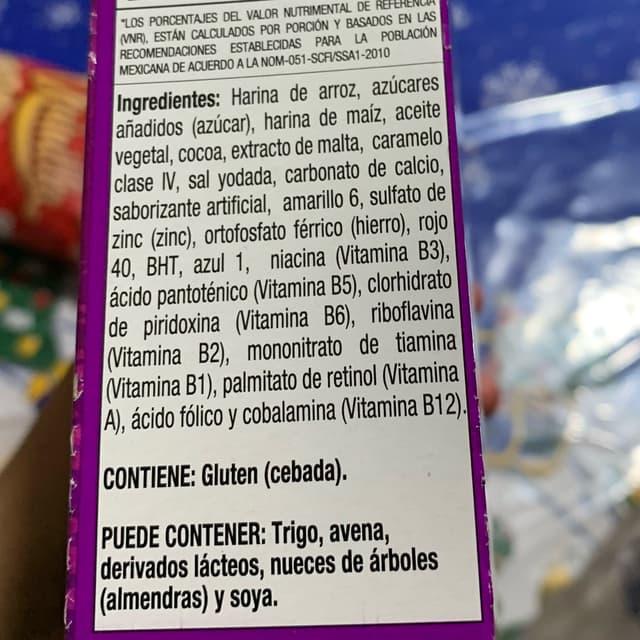 *LOS PORCENTAJES DEL VALOR NUTRIMENTAL DE REFERENCIA
(VNR), ESTÁN CALCULADOS POR PORCIÓN Y BASADOS EN LAS
RECOMENDACIONES ESTABLECIDAS PARA LA POBLACIÓN
MEXICANA DE ACUERDO A LA NOM-051-SCFI/SSA1-2010
Ingredientes: Harina de arroz, azúcares
añadidos (azúcar), harina de maíz, aceite
vegetal, cocoa, extracto de malta, caramelo
clase IV, sal yodada, carbonato de calcio,
saborizante artificial, amarillo 6, sulfato de
zinc (zinc), ortofosfato férrico (hierro), rojo
40, BHT, azul 1, niacina (Vitamina B3),
ácido pantoténico (Vitamina B5), clorhidrato
de piridoxina (Vitamina B6), riboflavina
(Vitamina B2), mononitrato de tiamina
(Vitamina B1), palmitato de retinol (Vitamina
A), ácido fólico y cobalamina (Vitamina B12).
CONTIENE: Gluten (cebada).
PUEDE CONTENER: Trigo, avena,
derivados lácteos, nueces de árboles
(almendras) y soya.